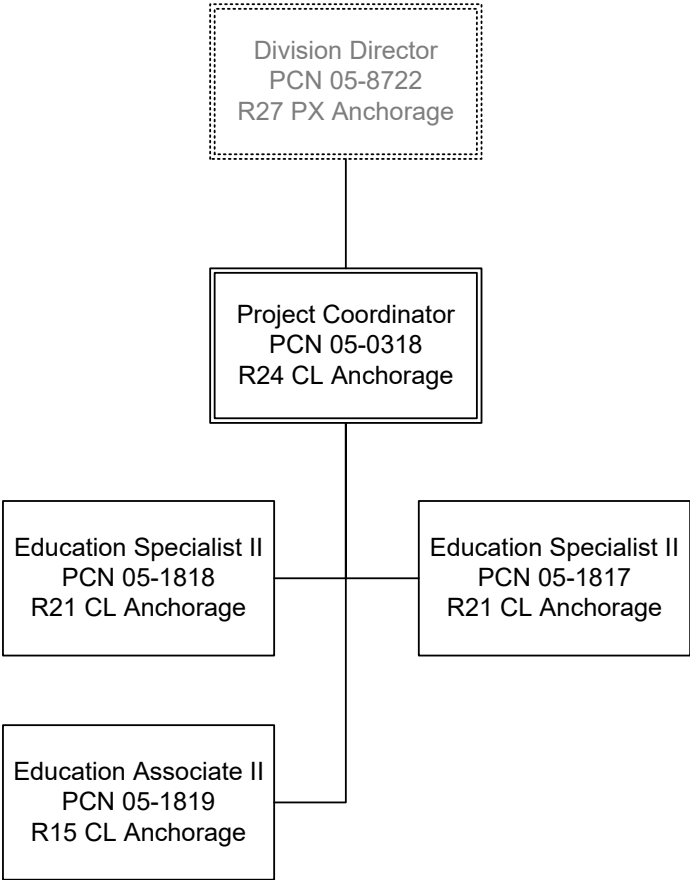 Division Director
PCN 05-8722
R27 PX Anchorage
Project Coordinator
PCN 05-0318
R24 CL Anchorage
Education Specialist II
PCN 05-1818
R21 CL Anchorage
Education Specialist II
PCN 05-1817
R21 CL Anchorage
Education Associate II
PCN 05-1819
R15 CL Anchorage